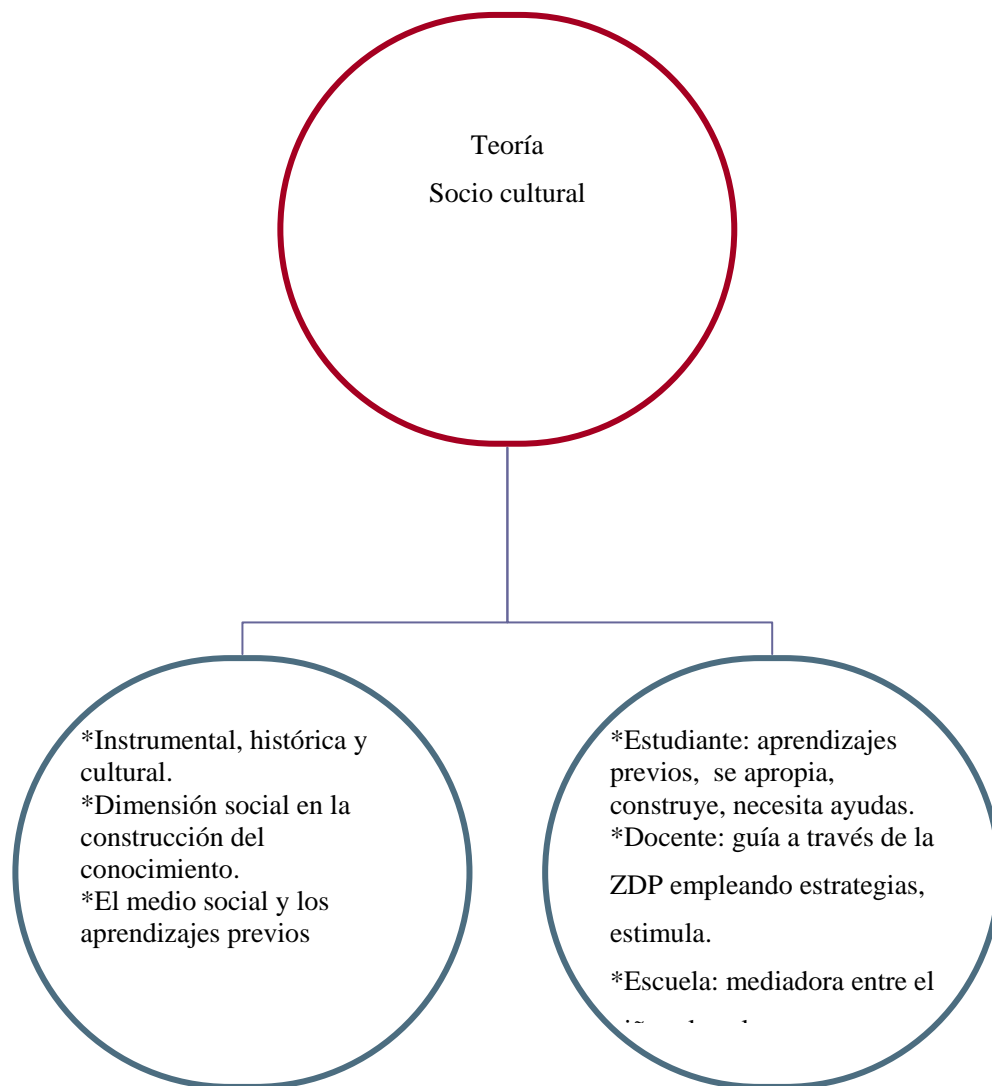 Teoría
Socio cultural
*Instrumental, histórica y
cultural.
*Dimensión social en la
construcción del
conocimiento.
*El medio social y los
aprendizajes previos
*Estudiante: aprendizajes
previos, se apropia,
construye, necesita ayudas.
*Docente: guía a través de la
ZDP empleando estrategias,
estimula.
*Escuela: mediadora entre el